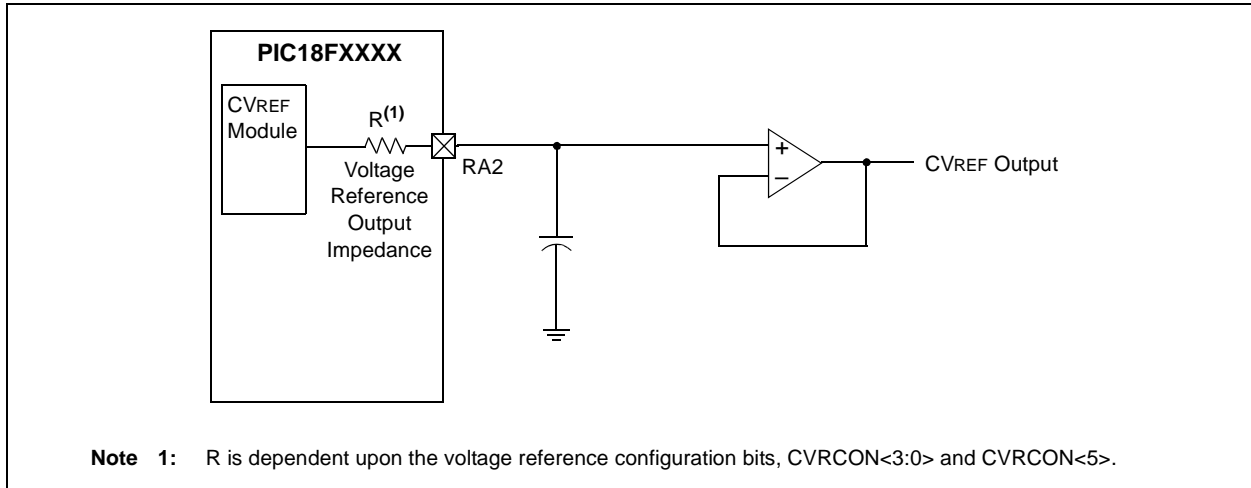 PIC18FXXXX
CVREF
Module
R(1)
Voltage
Reference
Output
Impedance
RA2
+
–
CVREF Output
Note 1: R is dependent upon the voltage reference configuration bits, CVRCON<3:0> and CVRCON<5>.